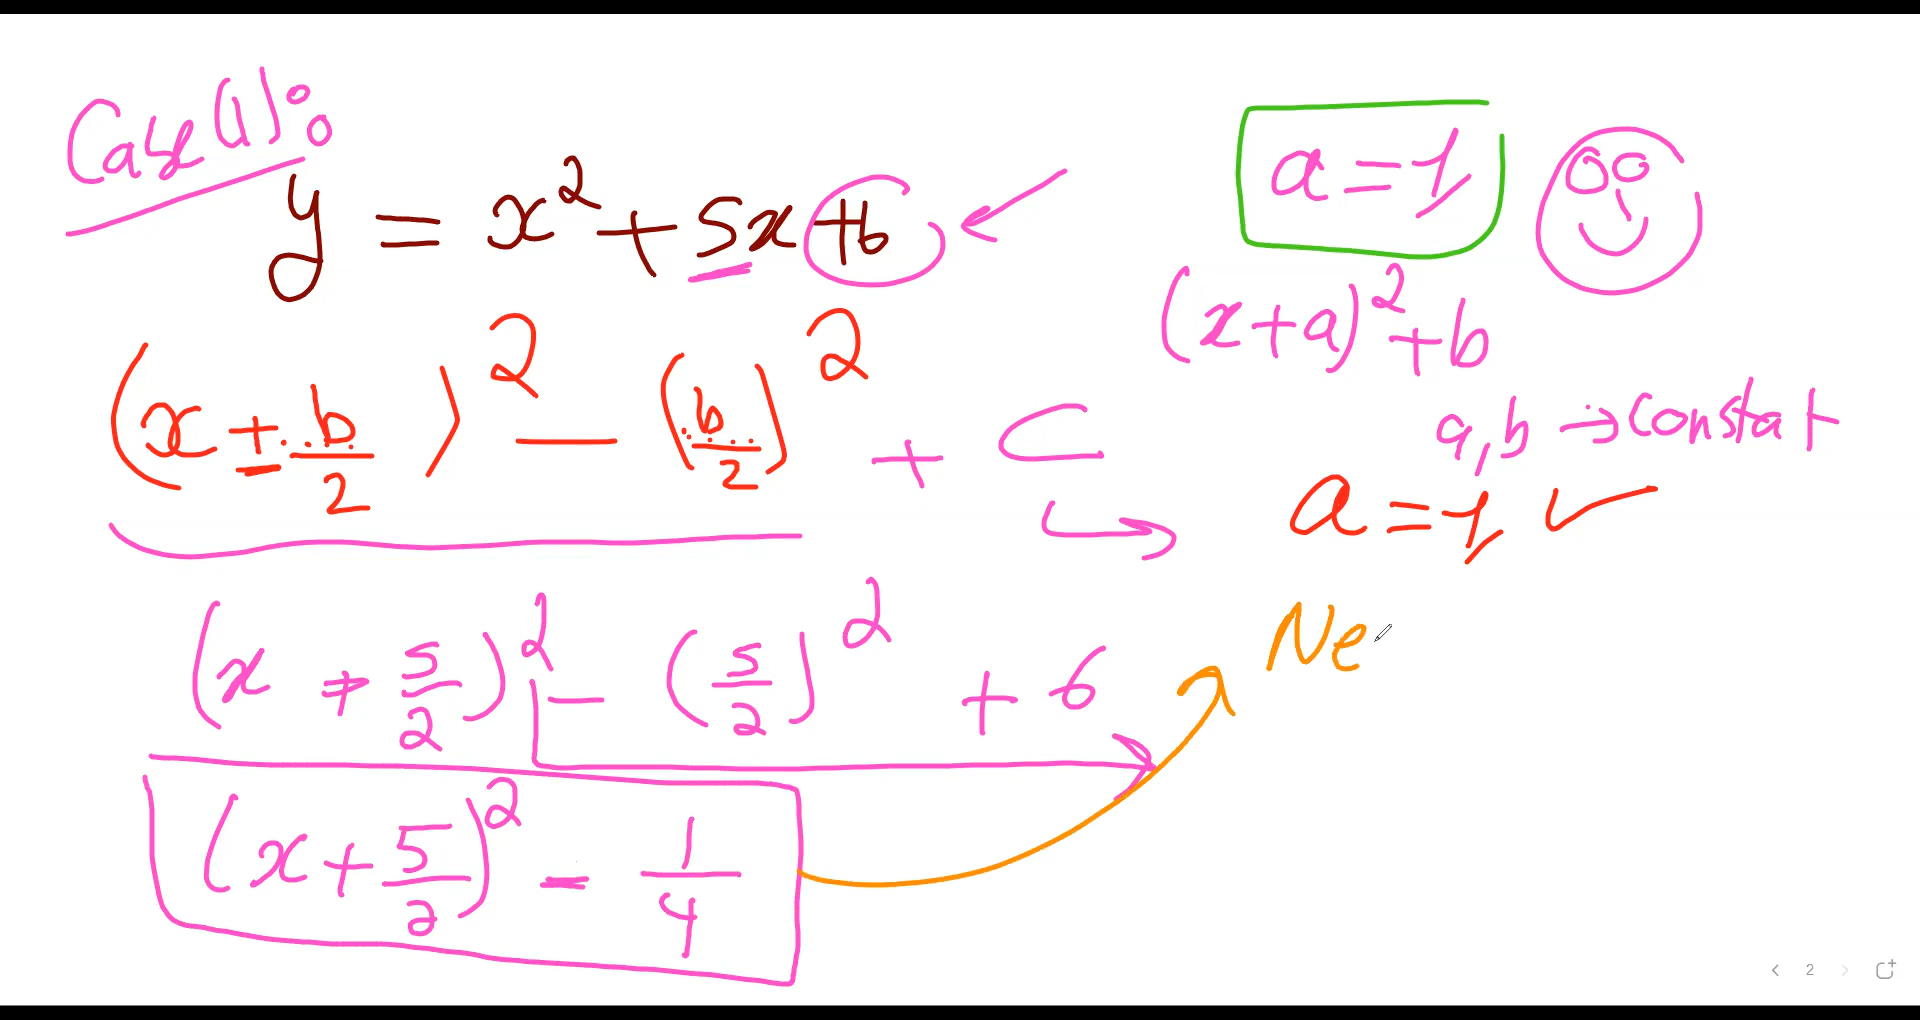 Case(1):
a = 1
y = x² + 5x + 6
(x + a)² + b
(x ± b/2)² - (b/2)² + C
a, b → constat
a = 1 ✓
(x + 5/2)² - (5/2)² + 6
Ne
(x + 5/2)² - 1/4
2